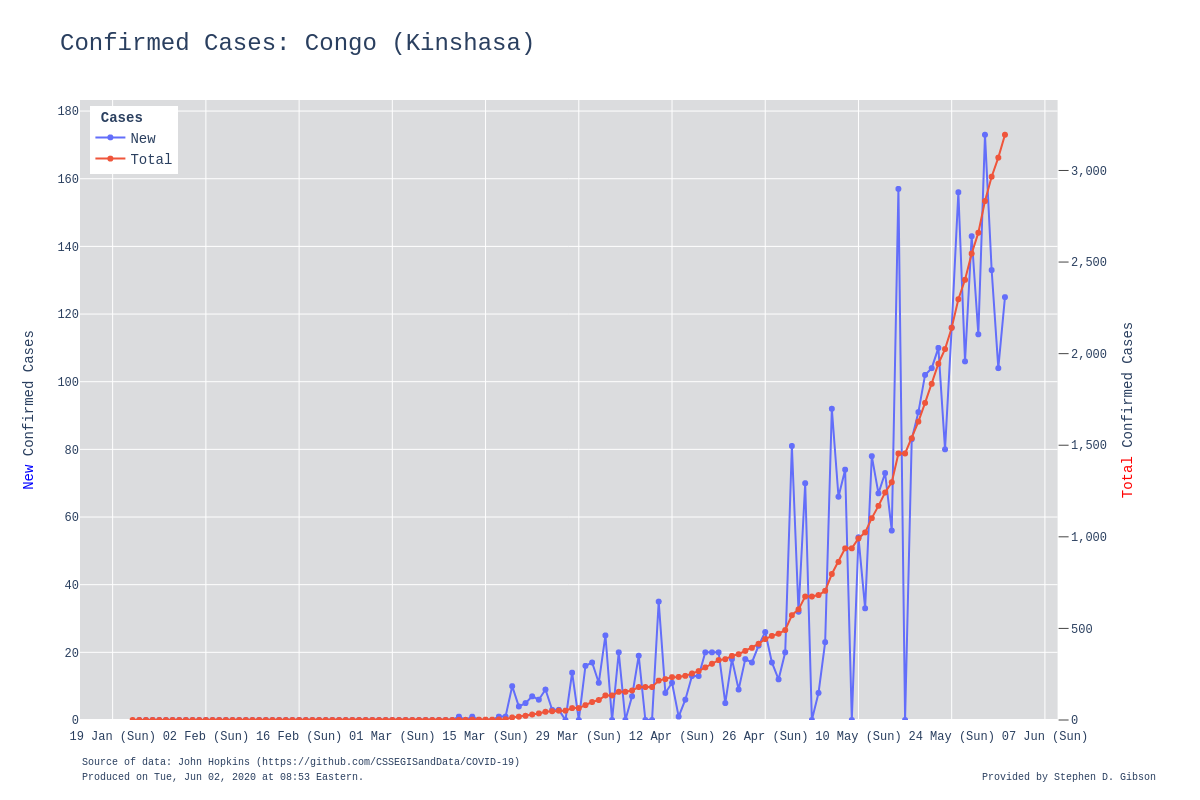 Confirmed Cases: Congo (Kinshasa)
Cases
New
Total
180
160
140
120
100
80
60
40
20
0
3,000
2,500
2,000
1,500
1,000
500
0
New Confirmed Cases
Total Confirmed Cases
19 Jan (Sun) 02 Feb (Sun) 16 Feb (Sun) 01 Mar (Sun) 15 Mar (Sun) 29 Mar (Sun) 12 Apr (Sun) 26 Apr (Sun) 10 May (Sun) 24 May (Sun) 07 Jun (Sun)
Source of data: John Hopkins (https://github.com/CSSEGISandData/COVID-19)
Produced on Tue, Jun 02, 2020 at 08:53 Eastern.
Provided by Stephen D. Gibson